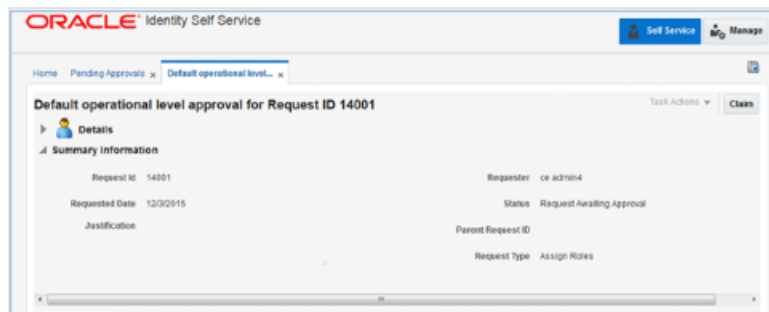 ORACLE Identity Self Service
Self Service Manage
Home Pending Approvals x Default operational level... x
Default operational level approval for Request ID 14001
Task Actions Claim
Details
Summary Information
Request Id 14001
Requester ce admin4
Requested Date 12/3/2015
Status Request Awaiting Approval
Justification
Parent Request ID
Request Type Assign Roles